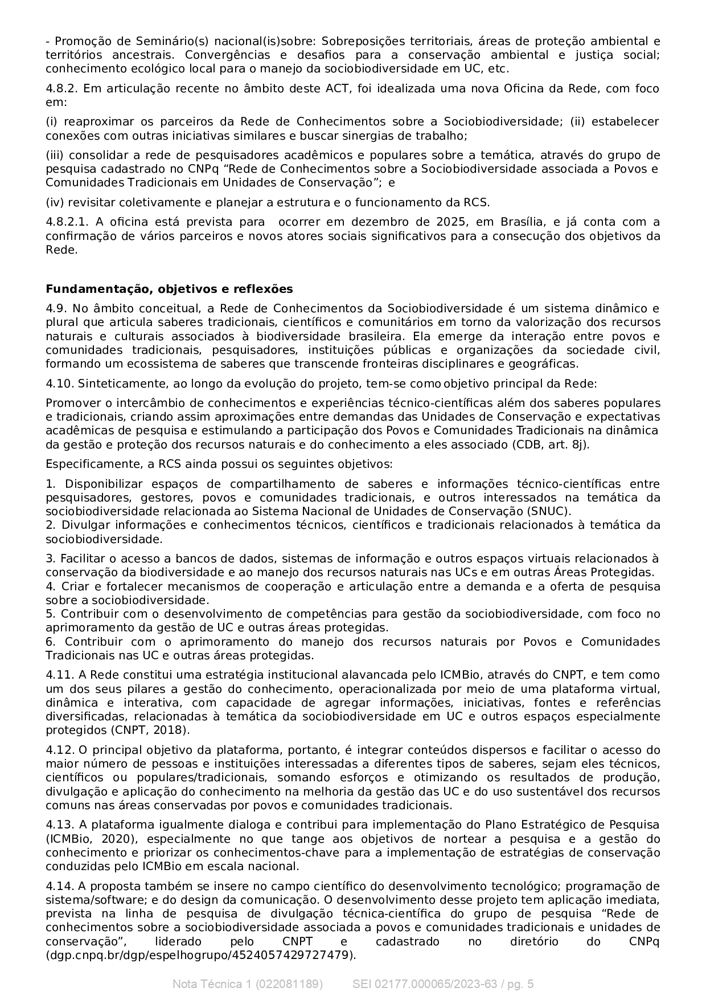 - Promoção de Seminário(s) nacional(is)sobre: Sobreposições territoriais, áreas de proteção ambiental e
territórios ancestrais. Convergências e desafios para a conservação ambiental e justiça social;
conhecimento ecológico local para o manejo da sociobiodiversidade em UC, etc.
4.8.2. Em articulação recente no âmbito deste ACT, foi idealizada uma nova Oficina da Rede, com foco
em:
(i) reaproximar os parceiros da Rede de Conhecimentos sobre a Sociobiodiversidade; (ii) estabelecer
conexões com outras iniciativas similares e buscar sinergias de trabalho;
(iii) consolidar a rede de pesquisadores acadêmicos e populares sobre a temática, através do grupo de
pesquisa cadastrado no CNPq “Rede de Conhecimentos sobre a Sociobiodiversidade associada a Povos e
Comunidades Tradicionais em Unidades de Conservação”; e
(iv) revisitar coletivamente e planejar a estrutura e o funcionamento da RCS.
4.8.2.1. A oficina está prevista para ocorrer em dezembro de 2025, em Brasília, e já conta com a
confirmação de vários parceiros e novos atores sociais significativos para a consecução dos objetivos da
Rede.
Fundamentação, objetivos e reflexões
4.9. No âmbito conceitual, a Rede de Conhecimentos da Sociobiodiversidade é um sistema dinâmico e
plural que articula saberes tradicionais, científicos e comunitários em torno da valorização dos recursos
naturais e culturais associados à biodiversidade brasileira. Ela emerge da interação entre povos e
comunidades tradicionais, pesquisadores, instituições públicas e organizações da sociedade civil,
formando um ecossistema de saberes que transcende fronteiras disciplinares e geográficas.
4.10. Sinteticamente, ao longo da evolução do projeto, tem-se como objetivo principal da Rede:
Promover o intercâmbio de conhecimentos e experiências técnico-científicas além dos saberes populares
e tradicionais, criando assim aproximações entre demandas das Unidades de Conservação e expectativas
acadêmicas de pesquisa e estimulando a participação dos Povos e Comunidades Tradicionais na dinâmica
da gestão e proteção dos recursos naturais e do conhecimento a eles associado (CDB, art. 8j).
Especificamente, a RCS ainda possui os seguintes objetivos:
1. Disponibilizar espaços de compartilhamento de saberes e informações técnico-científicas entre
pesquisadores, gestores, povos e comunidades tradicionais, e outros interessados na temática da
sociobiodiversidade relacionada ao Sistema Nacional de Unidades de Conservação (SNUC).
2. Divulgar informações e conhecimentos técnicos, científicos e tradicionais relacionados à temática da
sociobiodiversidade.
3. Facilitar o acesso a bancos de dados, sistemas de informação e outros espaços virtuais relacionados à
conservação da biodiversidade e ao manejo dos recursos naturais nas UCs e em outras Áreas Protegidas.
4. Criar e fortalecer mecanismos de cooperação e articulação entre a demanda e a oferta de pesquisa
sobre a sociobiodiversidade.
5. Contribuir com o desenvolvimento de competências para gestão da sociobiodiversidade, com foco no
aprimoramento da gestão de UC e outras áreas protegidas.
6. Contribuir com o aprimoramento do manejo dos recursos naturais por Povos e Comunidades
Tradicionais nas UC e outras áreas protegidas.
4.11. A Rede constitui uma estratégia institucional alavancada pelo ICMBio, através do CNPT, e tem como
um dos seus pilares a gestão do conhecimento, operacionalizada por meio de uma plataforma virtual,
dinâmica e interativa, com capacidade de agregar informações, iniciativas, fontes e referências
diversificadas, relacionadas à temática da sociobiodiversidade em UC e outros espaços especialmente
protegidos (CNPT, 2018).
4.12. O principal objetivo da plataforma, portanto, é integrar conteúdos dispersos e facilitar o acesso do
maior número de pessoas e instituições interessadas a diferentes tipos de saberes, sejam eles técnicos,
científicos ou populares/tradicionais, somando esforços e otimizando os resultados de produção,
divulgação e aplicação do conhecimento na melhoria da gestão das UC e do uso sustentável dos recursos
comuns nas áreas conservadas por povos e comunidades tradicionais.
4.13. A plataforma igualmente dialoga e contribui para implementação do Plano Estratégico de Pesquisa
(ICMBio, 2020), especialmente no que tange aos objetivos de nortear a pesquisa e a gestão do
conhecimento e priorizar os conhecimentos-chave para a implementação de estratégias de conservação
conduzidas pelo ICMBio em escala nacional.
4.14. A proposta também se insere no campo científico do desenvolvimento tecnológico; programação de
sistema/software; e do design da comunicação. O desenvolvimento desse projeto tem aplicação imediata,
prevista na linha de pesquisa de divulgação técnica-científica do grupo de pesquisa “Rede de
conhecimentos sobre a sociobiodiversidade associada a povos e comunidades tradicionais e unidades de
conservação”, liderado pelo CNPT e cadastrado no diretório do CNPq
(dgp.cnpq.br/dgp/espelhogrupo/4524057429727479).
Nota Técnica 1 (022081189) SEI 02177.000065/2023-63 / pg. 5